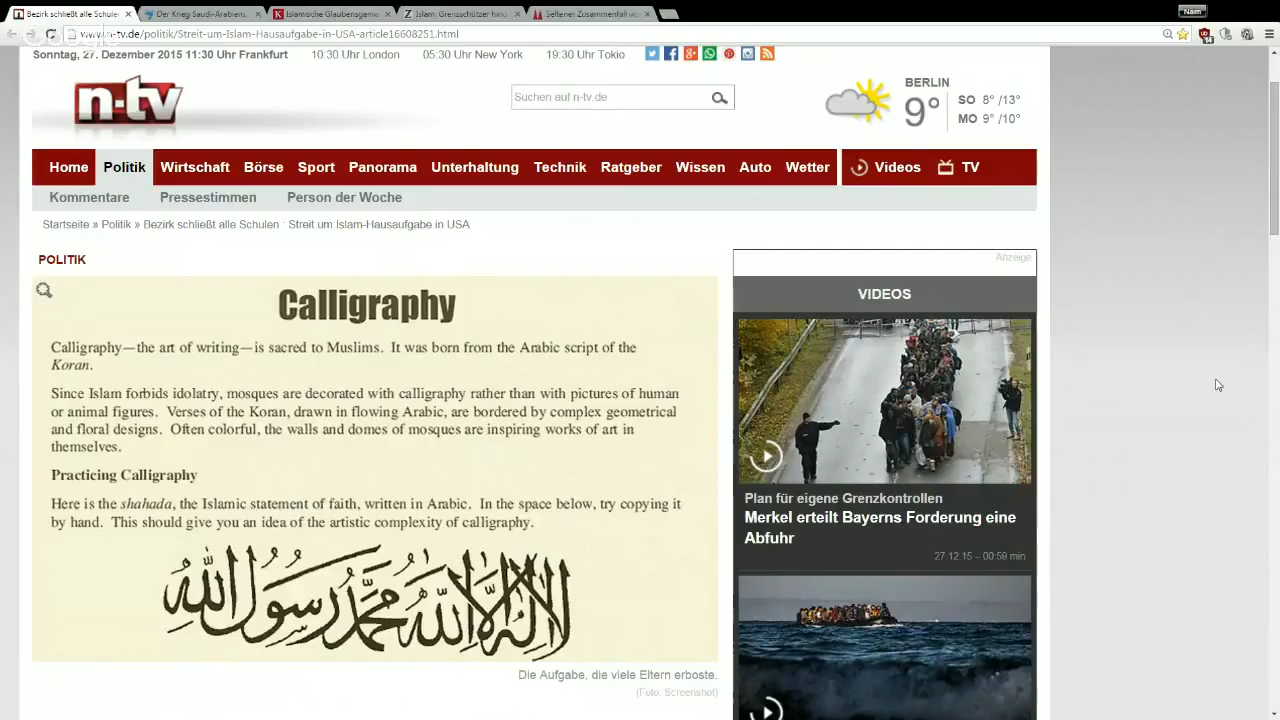 Bezirk schließt alle Schulen
Der Krieg Saudi-Arabiens
Islamische Glaubensgemei
Islam: Grenzschützer hino
Seltener Zusammenfall vo
Naim
www.n-tv.de/politik/Streit-um-Islam-Hausaufgabe-in-USA-article16608251.html
14
Sonntag, 27. Dezember 2015 11:30 Uhr Frankfurt 10:30 Uhr London 05:30 Uhr New York 19:30 Uhr Tokio
n-tv
Suchen auf n-tv.de
BERLIN
9°
SO 8° /13°
MO 9° /10°
Home Politik Wirtschaft Börse Sport Panorama Unterhaltung Technik Ratgeber Wissen Auto Wetter Videos TV
Kommentare Pressestimmen Person der Woche
Startseite » Politik » Bezirk schließt alle Schulen : Streit um Islam-Hausaufgabe in USA
POLITIK
Calligraphy
Calligraphy—the art of writing—is sacred to Muslims. It was born from the Arabic script of the
Koran.
Since Islam forbids idolatry, mosques are decorated with calligraphy rather than with pictures of human
or animal figures. Verses of the Koran, drawn in flowing Arabic, are bordered by complex geometrical
and floral designs. Often colorful, the walls and domes of mosques are inspiring works of art in
themselves.
Practicing Calligraphy
Here is the shahada, the Islamic statement of faith, written in Arabic. In the space below, try copying it
by hand. This should give you an idea of the artistic complexity of calligraphy.
لا إله إلا الله محمد رسول الله
Die Aufgabe, die viele Eltern erboste.
(Foto: Screenshot)
Anzeige
VIDEOS
Plan für eigene Grenzkontrollen
Merkel erteilt Bayerns Forderung eine
Abfuhr
27.12.15 – 00:59 min